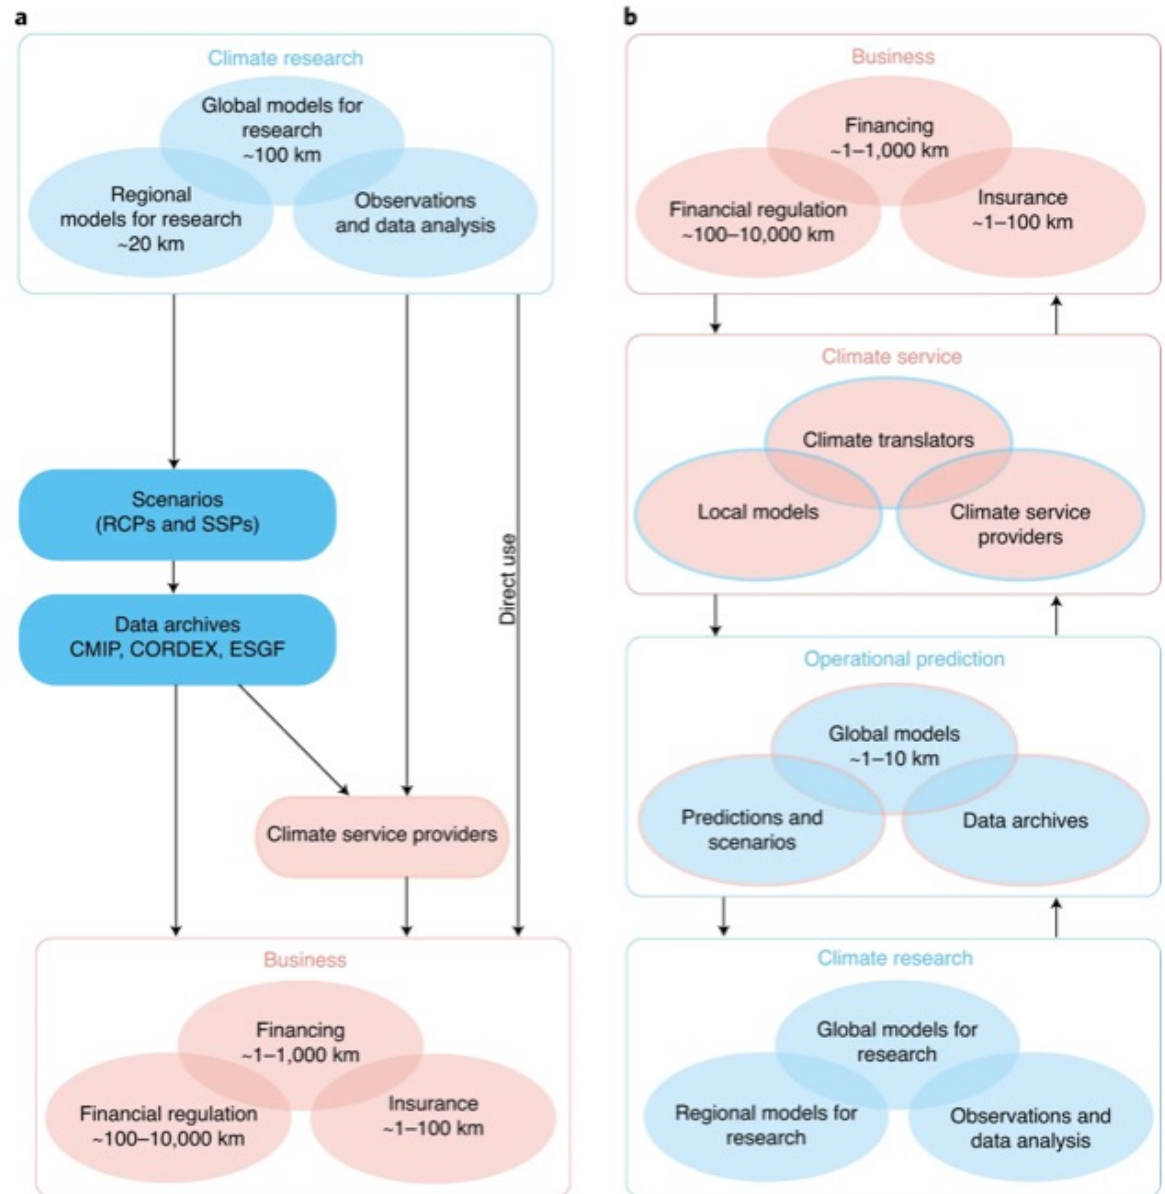 a
Climate research
Global models for
research
~100 km
Regional
models for research
~20 km
Observations
and data analysis
Scenarios
(RCPs and SSPs)
Data archives
CMIP, CORDEX, ESGF
Direct use
Climate service providers
Business
Financing
~1–1,000 km
Financial regulation
~100–10,000 km
Insurance
~1–100 km
b
Business
Financing
~1–1,000 km
Financial regulation
~100–10,000 km
Insurance
~1–100 km
Climate service
Climate translators
Local models
Climate service
providers
Operational prediction
Global models
~1–10 km
Predictions and
scenarios
Data archives
Climate research
Global models for
research
Regional models for
research
Observations and
data analysis